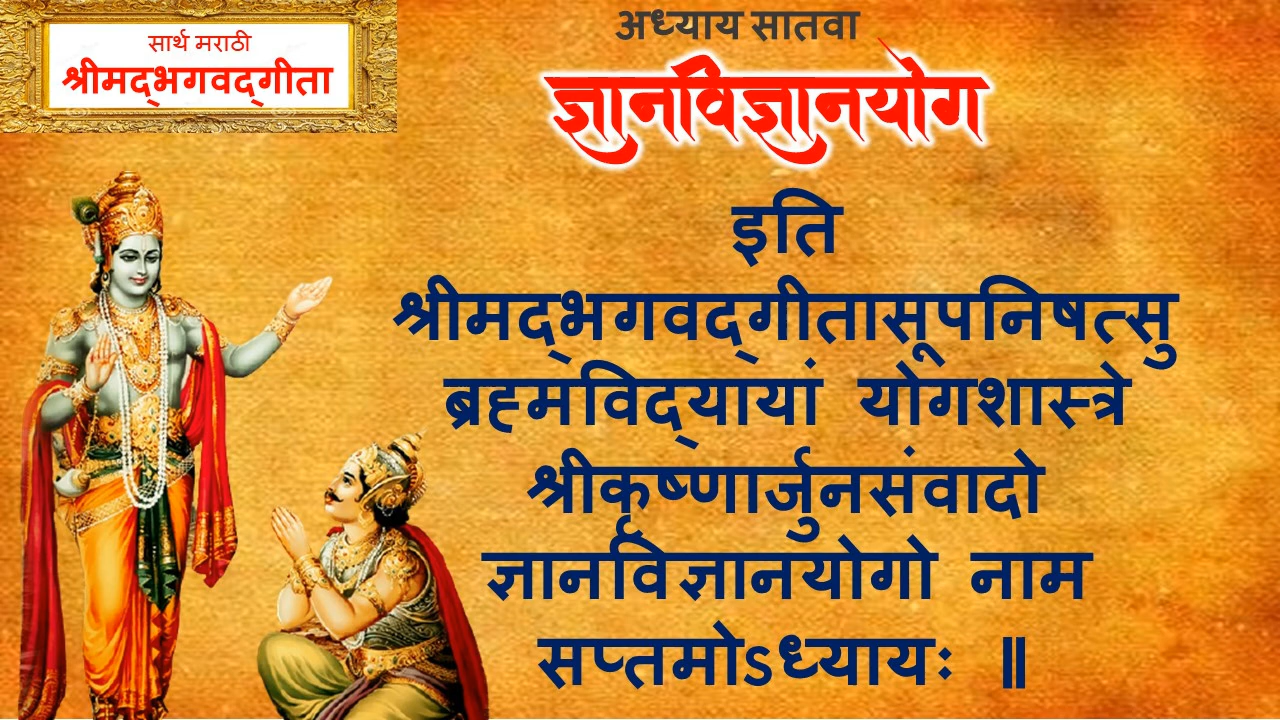 सार्थ मराठी
श्रीमद्‌भगवद्‌गीता
अध्याय सातवा
ज्ञानविज्ञानयोग
इति
श्रीमद्‌भगवद्‌गीतासूपनिषत्सु
ब्रह्मविद्‌यायां योगशास्त्रे
श्रीकृष्णार्जुनसंवादो
ज्ञानविज्ञानयोगो नाम
सप्तमोऽध्यायः ॥